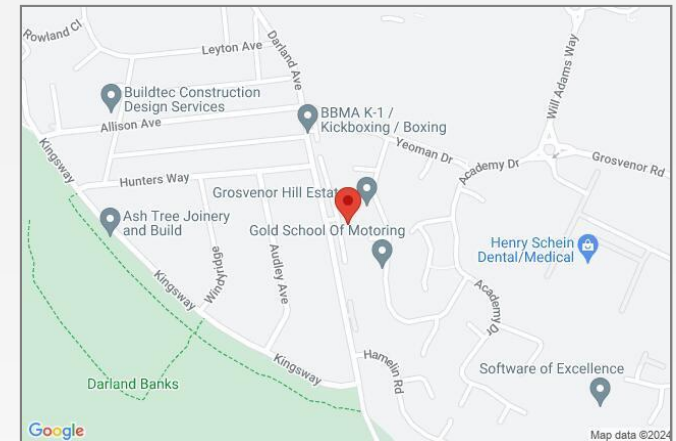 Rowland Cl
Leyton Ave
Darland Ave
Will Adams Way
Buildtec Construction
Design Services
BBMA K-1 /
Kickboxing / Boxing
Allison Ave
Kingsway
Yeoman Dr
Academy Dr
Grosvenor Rd
Hunters Way
Grosvenor Hill Estat
Ash Tree Joinery
and Build
Gold School Of Motoring
Henry Schein
Dental/Medical
Windyridge
Audley Ave
Kingsway
Academy Dr
Kingsway
Hamelin Rd
Darland Banks
Software of Excellence
Google
Map data ©2024